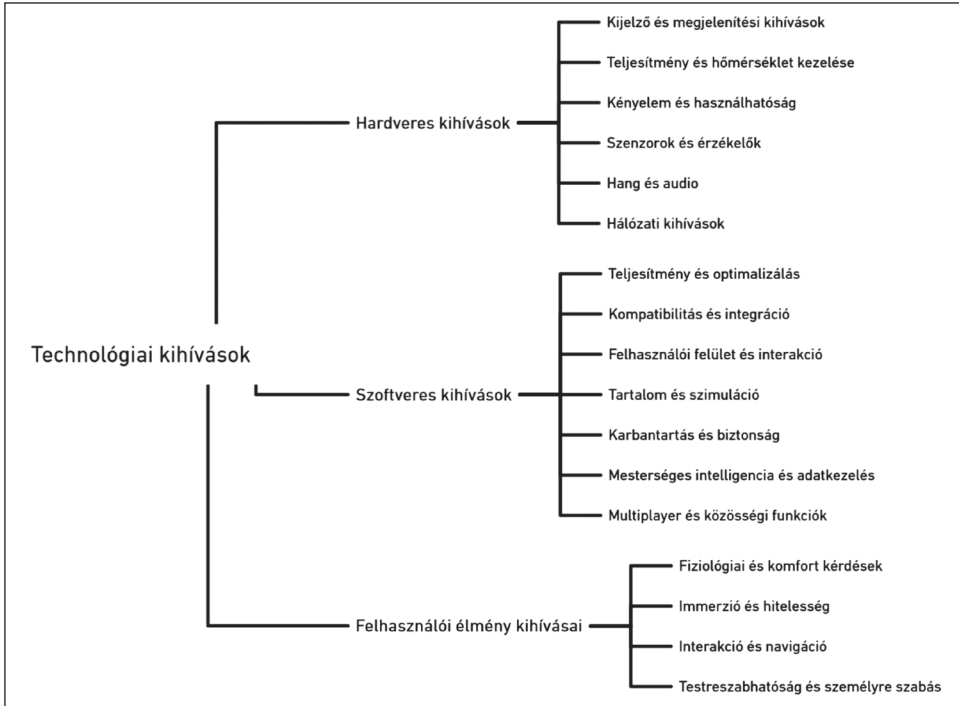 Technológiai kihívások
Hardveres kihívások
Kijelző és megjelenítési kihívások
Teljesítmény és hőmérséklet kezelése
Kényelem és használhatóság
Szenzorok és érzékelők
Hang és audio
Hálózati kihívások
Szoftveres kihívások
Teljesítmény és optimalizálás
Kompatibilitás és integráció
Felhasználói felület és interakció
Tartalom és szimuláció
Karbantartás és biztonság
Mesterséges intelligencia és adatkezelés
Multiplayer és közösségi funkciók
Felhasználói élmény kihívásai
Fiziológiai és komfort kérdések
Immerzió és hitelesség
Interakció és navigáció
Testreszabhatóság és személyre szabás